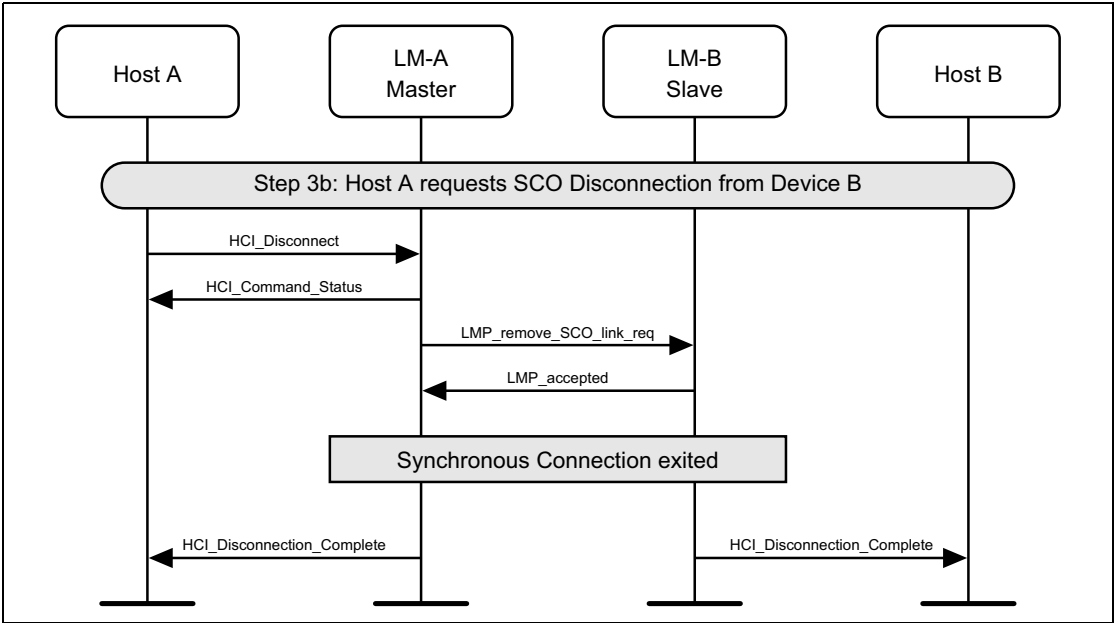 Host A
LM-A
Master
LM-B
Slave
Host B
Step 3b: Host A requests SCO Disconnection from Device B
HCI_Disconnect
HCI_Command_Status
LMP_remove_SCO_link_req
LMP_accepted
Synchronous Connection exited
HCI_Disconnection_Complete
HCI_Disconnection_Complete